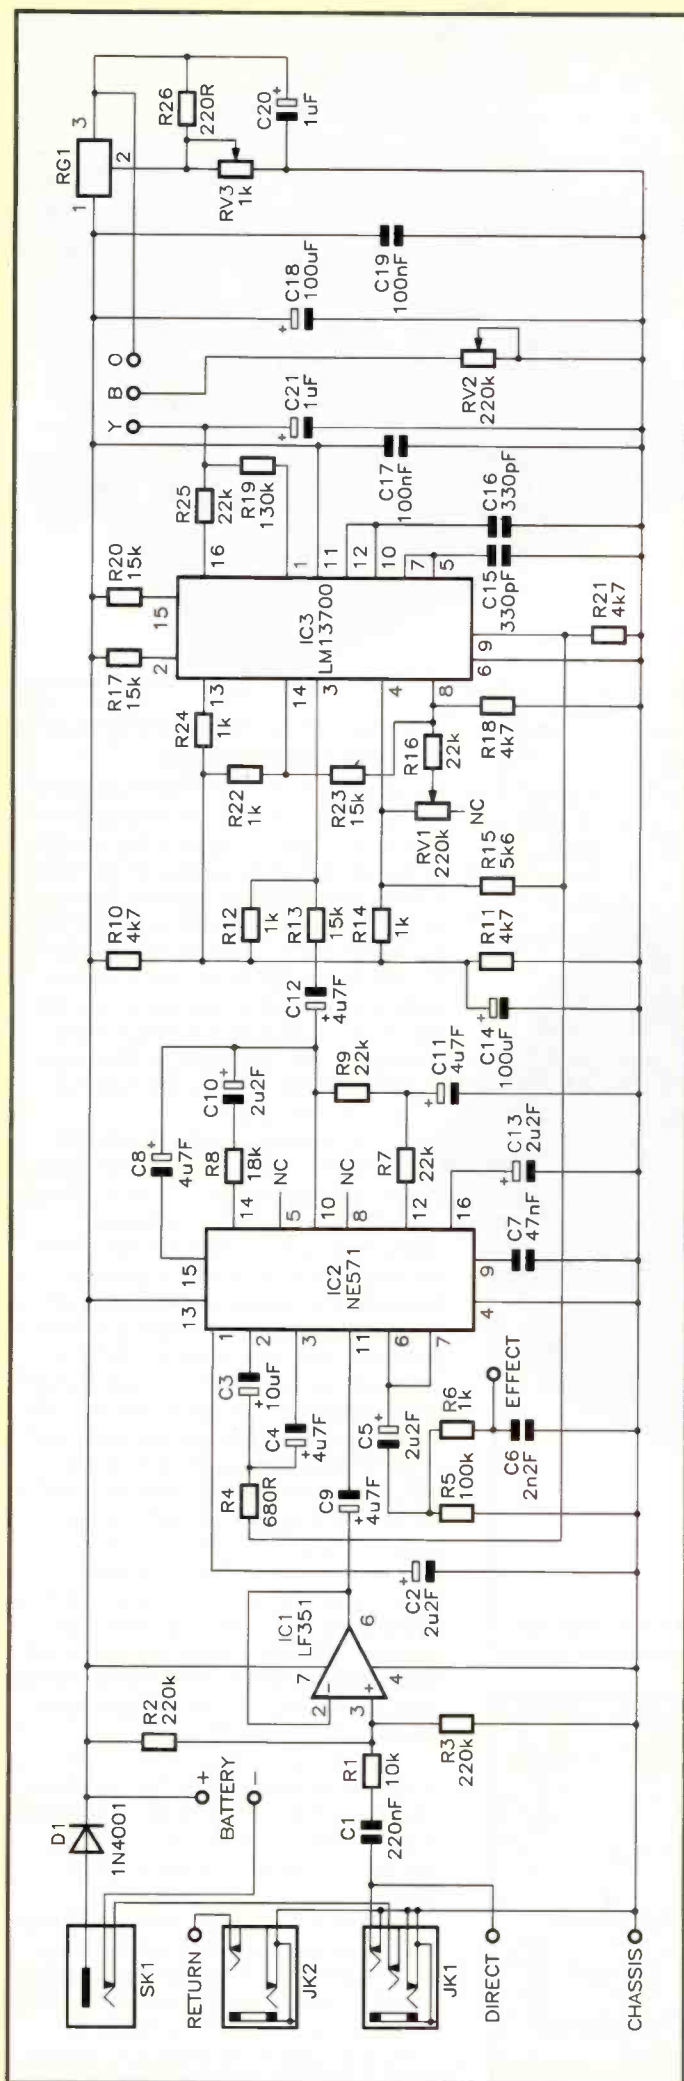 SK1
D1
1N4001
+
BATTERY
−
RETURN
JK2
JK1
DIRECT
CHASSIS
R2
220k
C1
220nF
R1
10k
R3
220k
IC1
LF351
7
2
−
3
+
4
6
C2
2u2F
+
C9
4u7F
+
R4
680R
C3
10uF
+
C4
4u7F
+
C5
2u2F
+
R5
100k
R6
1k
EFFECT
C6
2n2F
IC2
NE571
13
15
1
2
3
11
6
7
4
9
14
5
NC
10
8
NC
12
16
C7
47nF
C8
4u7F
+
R8
18k
C10
2u2F
+
R9
22k
R7
22k
C11
4u7F
+
C13
2u2F
+
C12
4u7F
+
C14
100uF
+
R10
4k7
R12
1k
R13
15k
R14
1k
R11
4k7
R24
1k
R22
1k
R23
15k
RV1
220k
NC
R16
22k
R15
5k6
R18
4k7
R17
15k
R20
15k
IC3
LM13700
2
15
13
14
3
4
8
6
9
16
1
11
12
10
7
5
R21
4k7
R25
22k
R19
130k
C15
330pF
C16
330pF
C17
100nF
C21
1uF
+
Y
B
O
RV2
220k
C18
100uF
+
C19
100nF
RG1
1
3
2
R26
220R
RV3
1k
C20
1uF
+